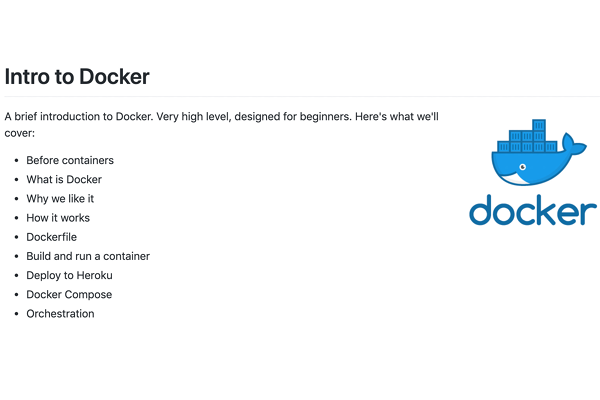 Intro to Docker
A brief introduction to Docker. Very high level, designed for beginners. Here's what we'll
cover:
Before containers
What is Docker
Why we like it
How it works
Dockerfile
Build and run a container
Deploy to Heroku
Docker Compose
Orchestration
docker